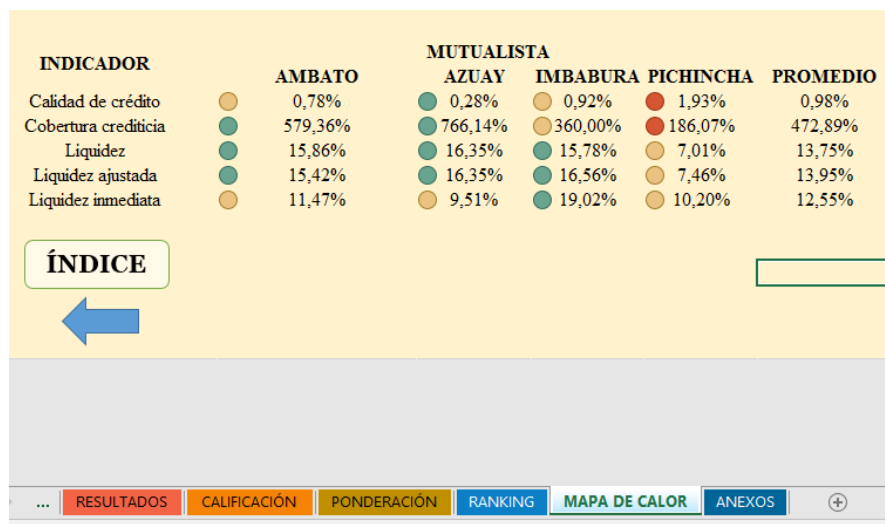 MUTUALISTA
INDICADOR
AMBATO AZUAY IMBABURA PICHINCHA PROMEDIO
Calidad de crédito 0,78% 0,28% 0,92% 1,93% 0,98%
Cobertura crediticia 579,36% 766,14% 360,00% 186,07% 472,89%
Liquidez 15,86% 16,35% 15,78% 7,01% 13,75%
Liquidez ajustada 15,42% 16,35% 16,56% 7,46% 13,95%
Liquidez inmediata 11,47% 9,51% 19,02% 10,20% 12,55%
ÍNDICE
... RESULTADOS CALIFICACIÓN PONDERACIÓN RANKING MAPA DE CALOR ANEXOS